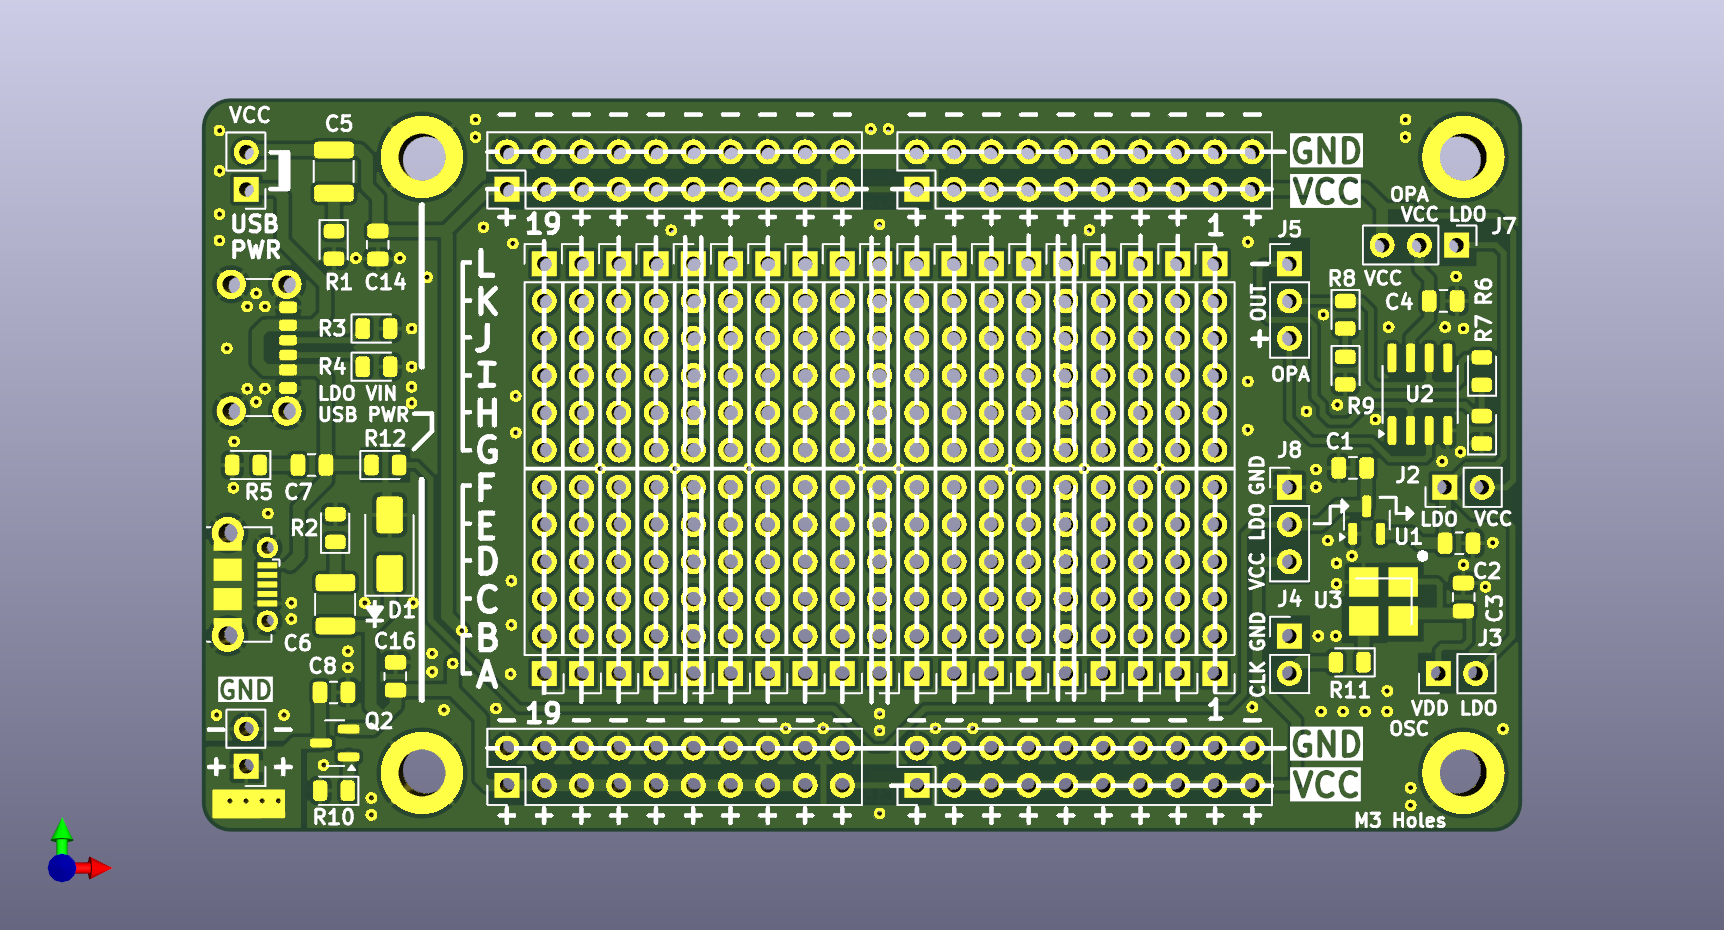 VCC
C5
GND
VCC
OPA
VCC LDO
J7
USB
PWR
19
1
J5
L
K
J
I
H
G
F
E
D
C
B
A
R1
C14
R3
R4
LDO VIN
USB PWR
R12
R5
C7
R2
D1
C6
C16
C8
GND
Q2
R10
- -
+ +
OUT
+
OPA
R8
VCC
C4
R6
R7
U2
R9
C1
J8
GND
LDO
VCC
J2
LDO
VCC
U1
C2
C3
U3
J4
GND
CLK
J3
R11
VDD LDO
OSC
19
1
GND
VCC
M3 Holes